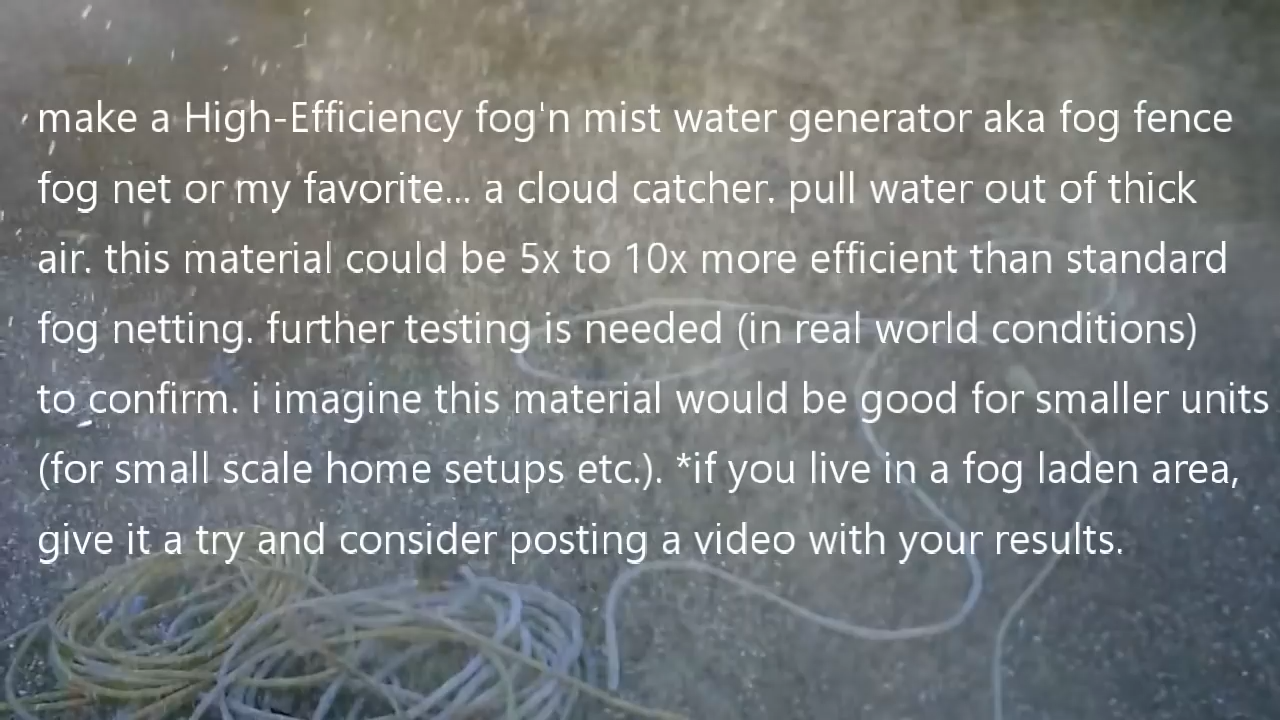 make a High-Efficiency fog'n mist water generator aka fog fence
fog net or my favorite... a cloud catcher. pull water out of thick
air. this material could be 5x to 10x more efficient than standard
fog netting. further testing is needed (in real world conditions)
to confirm. i imagine this material would be good for smaller units
(for small scale home setups etc.). *if you live in a fog laden area,
give it a try and consider posting a video with your results.